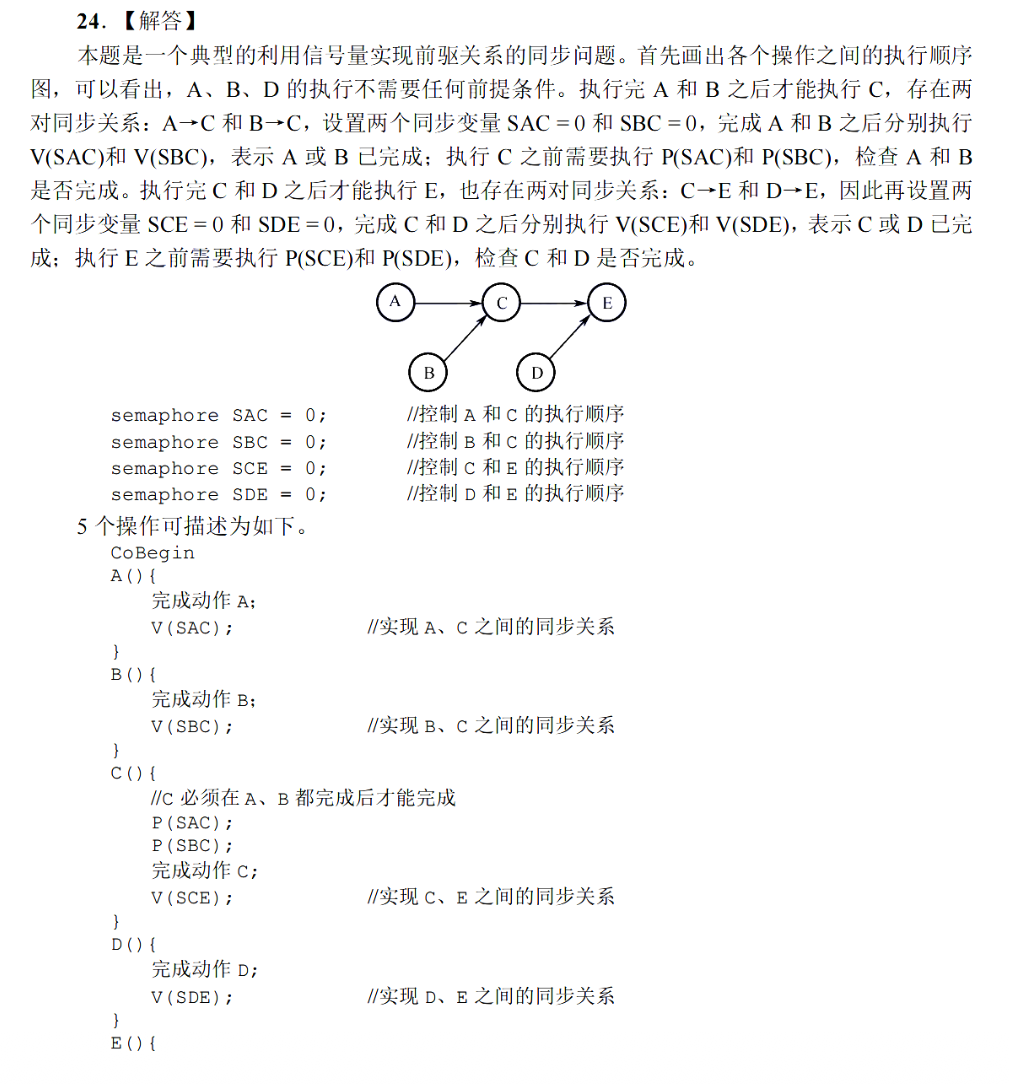 24. 【解答】
本题是一个典型的利用信号量实现前驱关系的同步问题。首先画出各个操作之间的执行顺序
图，可以看出，A、B、D 的执行不需要任何前提条件。执行完 A 和 B 之后才能执行 C，存在两
对同步关系：A→C 和 B→C，设置两个同步变量 SAC = 0 和 SBC = 0，完成 A 和 B 之后分别执行
V(SAC)和 V(SBC)，表示 A 或 B 已完成；执行 C 之前需要执行 P(SAC)和 P(SBC)，检查 A 和 B
是否完成。执行完 C 和 D 之后才能执行 E，也存在两对同步关系：C→E 和 D→E，因此再设置两
个同步变量 SCE = 0 和 SDE = 0，完成 C 和 D 之后分别执行 V(SCE)和 V(SDE)，表示 C 或 D 已完
成；执行 E 之前需要执行 P(SCE)和 P(SDE)，检查 C 和 D 是否完成。
A C E
B D
semaphore SAC = 0; //控制 A 和 C 的执行顺序
semaphore SBC = 0; //控制 B 和 C 的执行顺序
semaphore SCE = 0; //控制 C 和 E 的执行顺序
semaphore SDE = 0; //控制 D 和 E 的执行顺序
5 个操作可描述为如下。
CoBegin
A(){
完成动作 A;
V(SAC); //实现 A、C 之间的同步关系
}
B(){
完成动作 B;
V(SBC); //实现 B、C 之间的同步关系
}
C(){
//C 必须在 A、B 都完成后才能完成
P(SAC);
P(SBC);
完成动作 C;
V(SCE); //实现 C、E 之间的同步关系
}
D(){
完成动作 D;
V(SDE); //实现 D、E 之间的同步关系
}
E(){